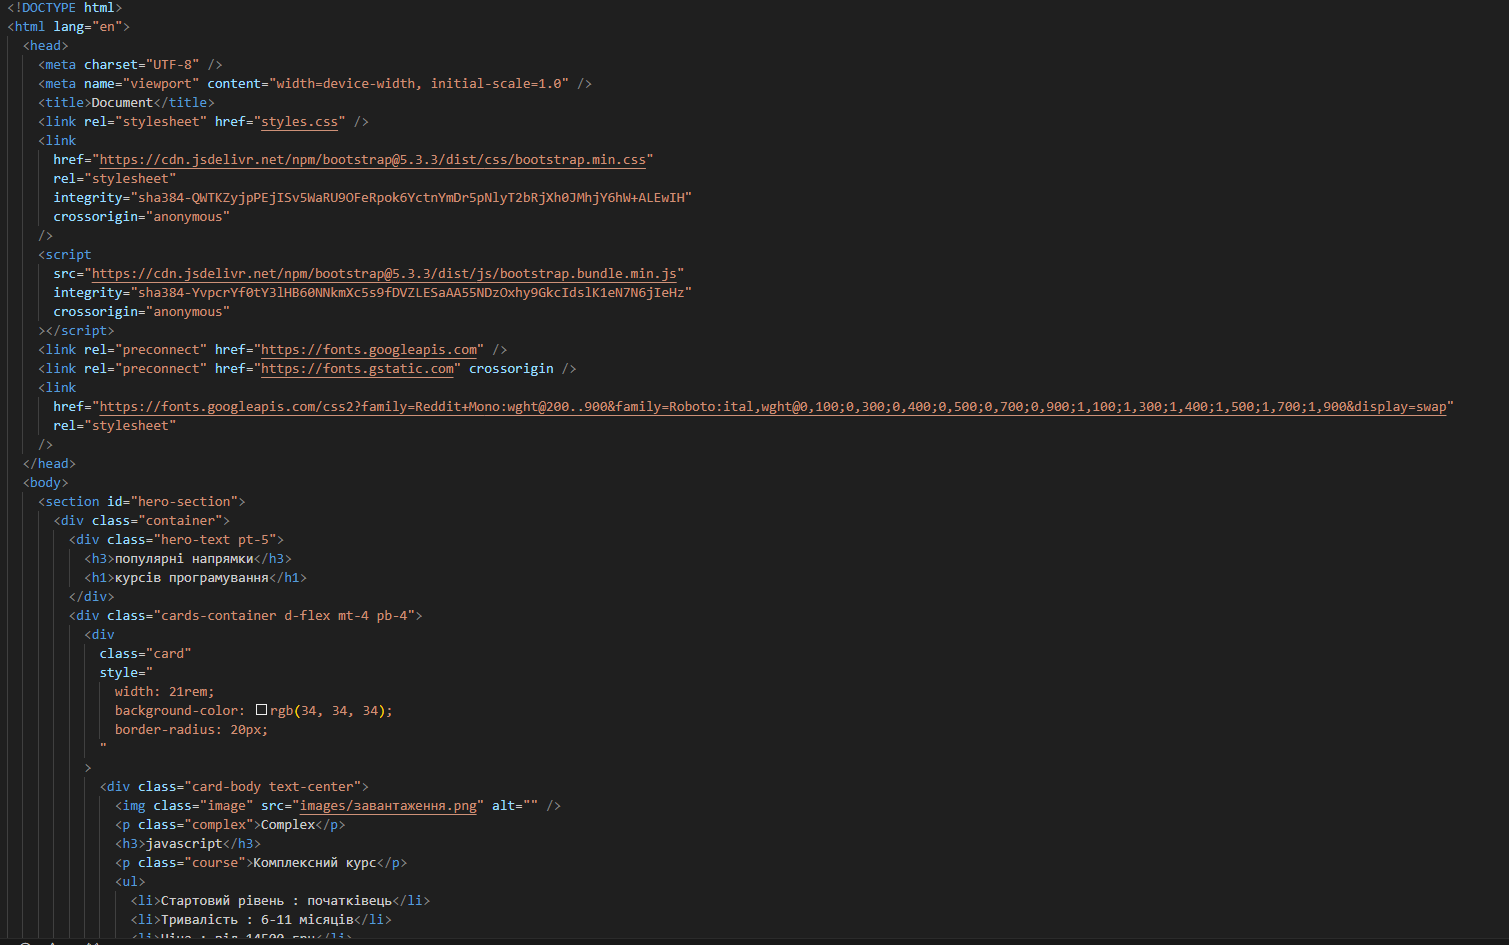 <!DOCTYPE html>
<html lang="en">
<head>
<meta charset="UTF-8" />
<meta name="viewport" content="width=device-width, initial-scale=1.0" />
<title>Document</title>
<link rel="stylesheet" href="styles.css" />
<link
href="https://cdn.jsdelivr.net/npm/bootstrap@5.3.3/dist/css/bootstrap.min.css"
rel="stylesheet"
integrity="sha384-QWTKZyjpPEjISv5WaRU9OFeRpok6YctnYmDr5pNlyT2bRjXh0JMhjY6hW+ALEwIH"
crossorigin="anonymous"
/>
<script
src="https://cdn.jsdelivr.net/npm/bootstrap@5.3.3/dist/js/bootstrap.bundle.min.js"
integrity="sha384-YvpcrYf0tY3lHB60NNkmXc5s9fDVZLESaAA55NDzOxhy9GkcIdslK1eN7N6jIeHz"
crossorigin="anonymous"
></script>
<link rel="preconnect" href="https://fonts.googleapis.com" />
<link rel="preconnect" href="https://fonts.gstatic.com" crossorigin />
<link
href="https://fonts.googleapis.com/css2?family=Reddit+Mono:wght@200..900&family=Roboto:ital,wght@0,100;0,300;0,400;0,500;0,700;0,900;1,100;1,300;1,400;1,500;1,700;1,900&display=swap"
rel="stylesheet"
/>
</head>
<body>
<section id="hero-section">
<div class="container">
<div class="hero-text pt-5">
<h3>популярні напрямки</h3>
<h1>курсів програмування</h1>
</div>
<div class="cards-container d-flex mt-4 pb-4">
<div
class="card"
style="
width: 21rem;
background-color: rgb(34, 34, 34);
border-radius: 20px;
"
>
<div class="card-body text-center">
<img class="image" src="images/завантаження.png" alt="" />
<p class="complex">Complex</p>
<h3>javascript</h3>
<p class="course">Комплексний курс</p>
<ul>
<li>Стартовий рівень : початківець</li>
<li>Тривалість : 6-11 місяців</li>
<li>Ціна : від 14500 грн</li>